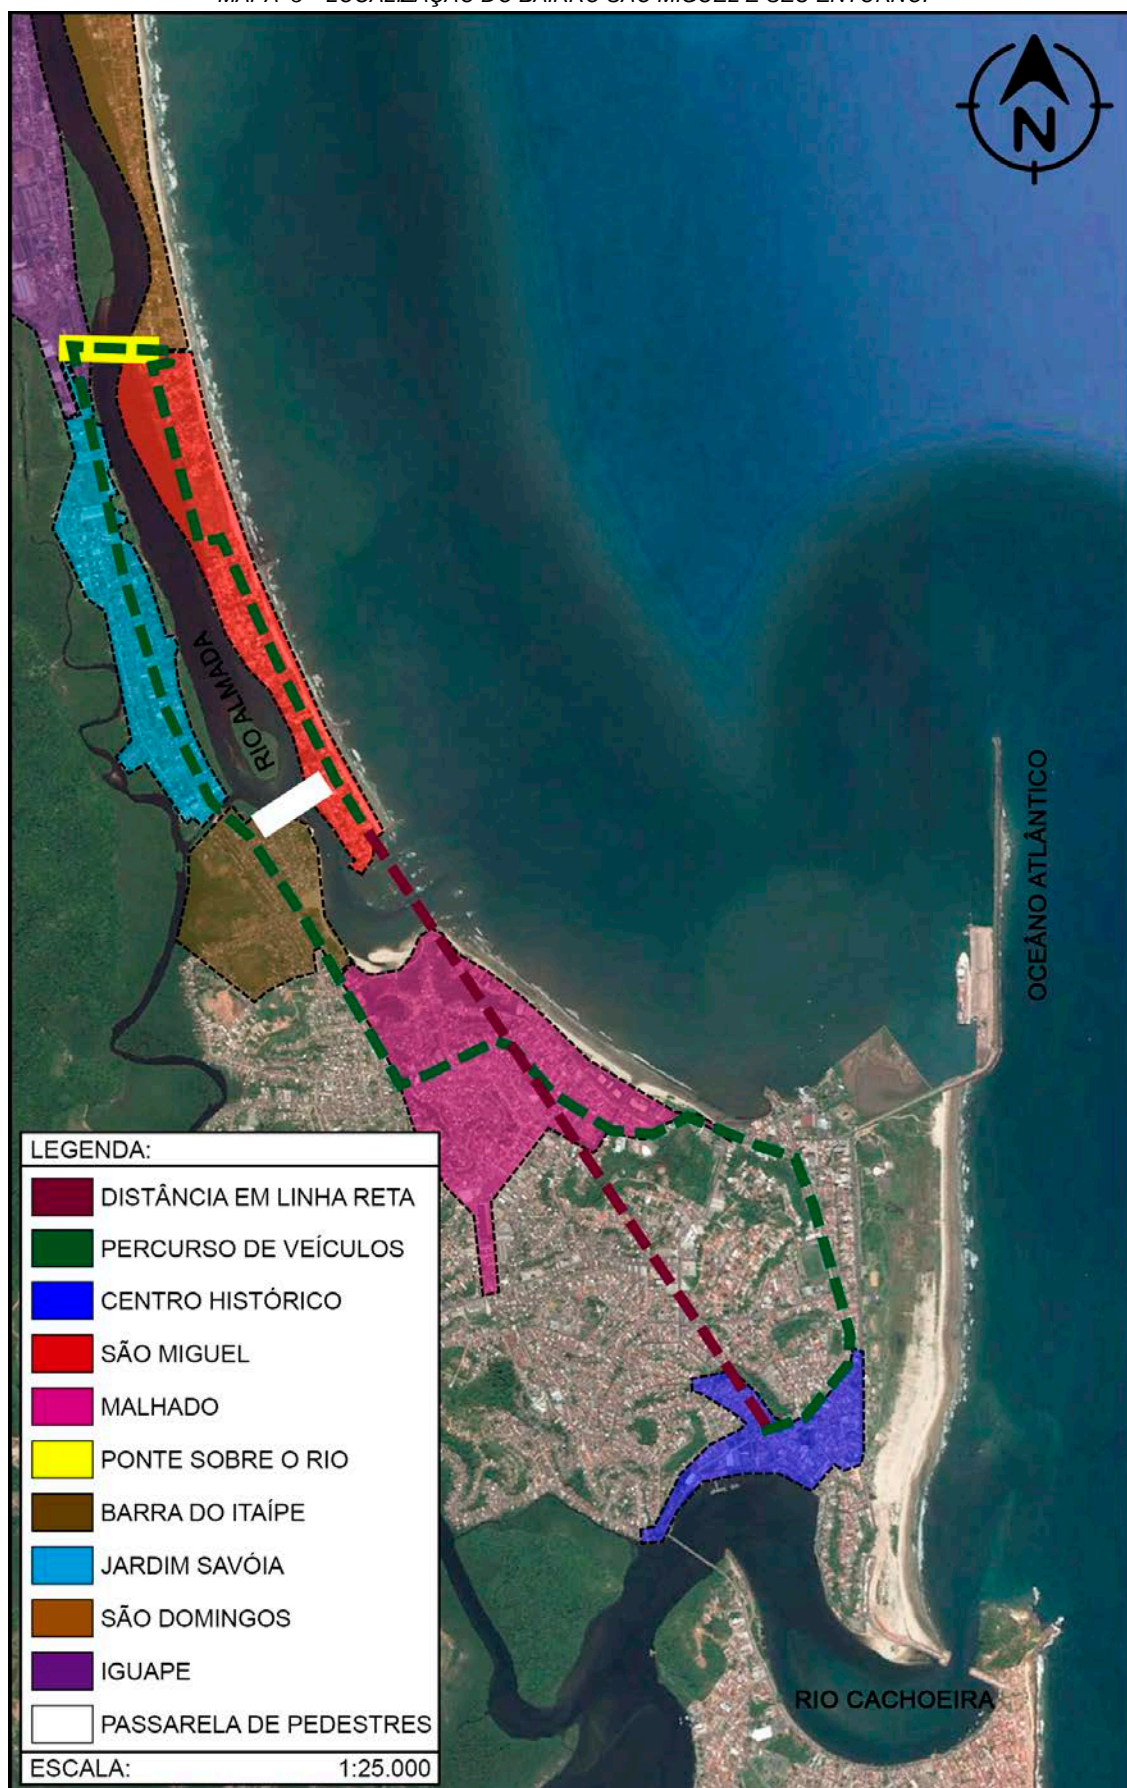 N
RIO ALMADA
OCEÂNO ATLÂNTICO
LEGENDA:
DISTÂNCIA EM LINHA RETA
PERCURSO DE VEÍCULOS
CENTRO HISTÓRICO
SÃO MIGUEL
MALHADO
PONTE SOBRE O RIO
BARRA DO ITAÍPE
JARDIM SAVÓIA
SÃO DOMINGOS
IGUAPE
PASSARELA DE PEDESTRES
ESCALA: 1:25.000
RIO CACHOEIRA